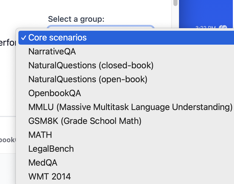 Select a group:
✓ Core scenarios
NarrativeQA
NaturalQuestions (closed-book)
NaturalQuestions (open-book)
OpenbookQA
MMLU (Massive Multitask Language Understanding)
GSM8K (Grade School Math)
MATH
LegalBench
MedQA
WMT 2014